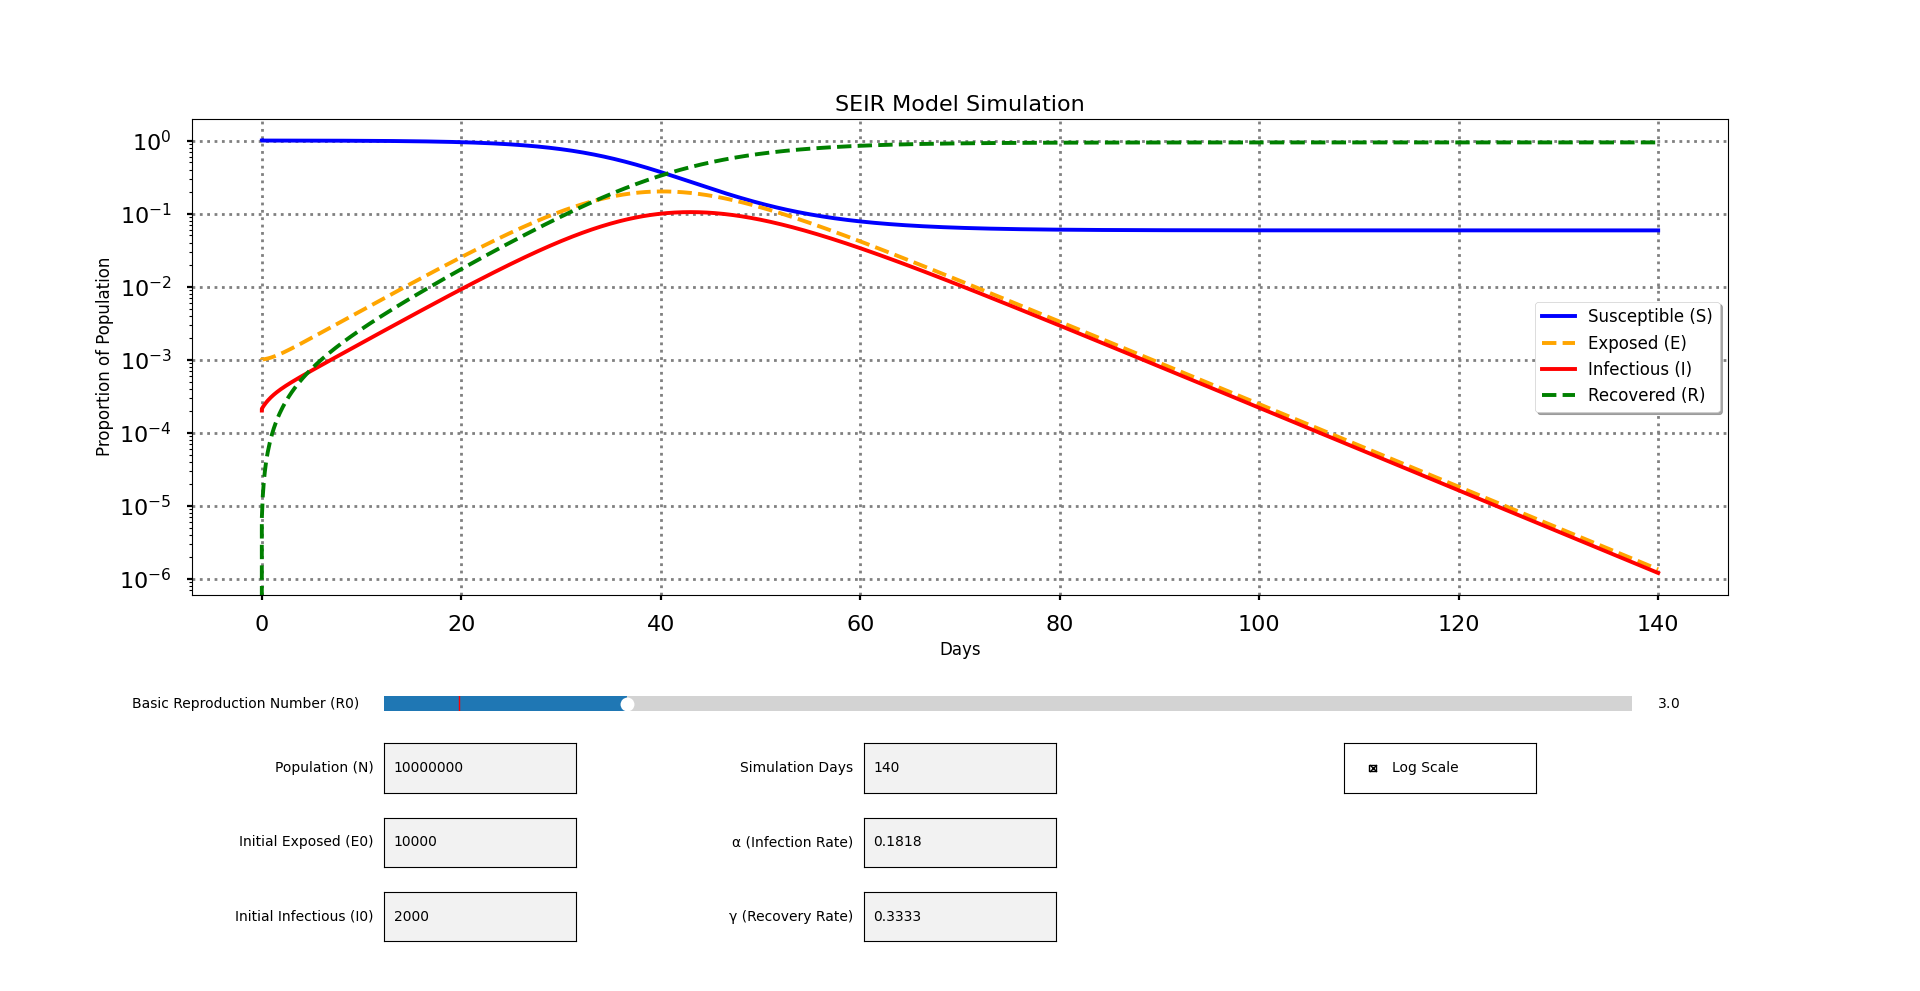 SEIR Model Simulation
Proportion of Population
10⁰
10⁻¹
10⁻²
10⁻³
10⁻⁴
10⁻⁵
10⁻⁶
Susceptible (S)
Exposed (E)
Infectious (I)
Recovered (R)
0 20 40 60 80 100 120 140
Days
Basic Reproduction Number (R0) 3.0
Population (N) 10000000 Simulation Days 140 Log Scale
Initial Exposed (E0) 10000 α (Infection Rate) 0.1818
Initial Infectious (I0) 2000 γ (Recovery Rate) 0.3333